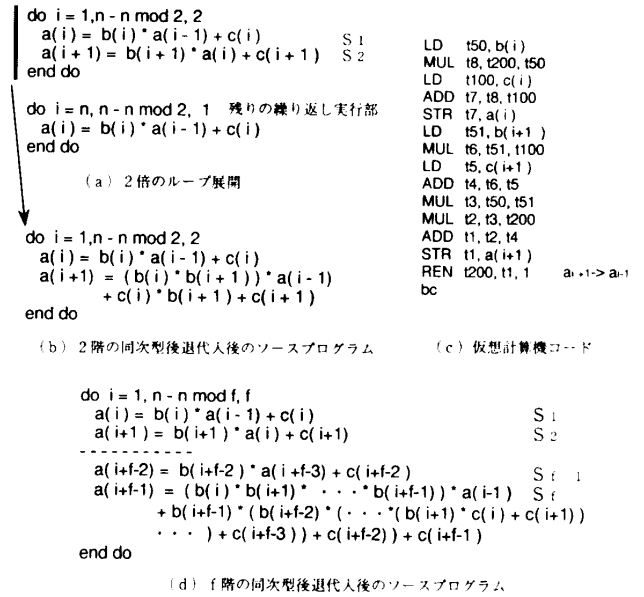 do i = 1,n - n mod 2, 2
a(i) = b(i) * a(i - 1) + c(i) S 1
a(i + 1) = b(i + 1) * a(i) + c(i + 1) S 2
end do
do i = n, n - n mod 2, 1 残りの繰り返し実行部
a(i) = b(i) * a(i - 1) + c(i)
end do
(a) 2倍のループ展開
do i = 1,n - n mod 2, 2
a(i) = b(i) * a(i - 1) + c(i)
a(i+1) = (b(i) * b(i + 1)) * a(i - 1)
+ c(i) * b(i + 1) + c(i + 1)
end do
(b) 2階の同次型後退代入後のソースプログラム
LD t50, b(i)
MUL t8, t200, t50
LD t100, c(i)
ADD t7, t8, t100
STR t7, a(i)
LD t51, b(i+1)
MUL t6, t51, t100
LD t5, c(i+1)
ADD t4, t6, t5
MUL t3, t50, t51
MUL t2, t3, t200
ADD t1, t2, t4
STR t1, a(i+1)
REN t200, t1, 1 ai+1-> ai-1
bc
(c) 仮想計算機コード
do i = 1, n - n mod f, f
a(i) = b(i) * a(i - 1) + c(i) S 1
a(i+1) = b(i+1) * a(i) + c(i+1) S 2
- - - - - - - - - - -
a(i+f-2) = b(i+f-2) * a(i+f-3) + c(i+f-2) S f 1
a(i+f-1) = (b(i) * b(i+1) * · · · * b(i+f-1)) * a(i-1) S f
+ b(i+f-1) * (b(i+f-2) * (· · · * (b(i+1) * c(i) + c(i+1))
· · · ) + c(i+f-3)) + c(i+f-2)) + c(i+f-1)
end do
(d) f階の同次型後退代入後のソースプログラム